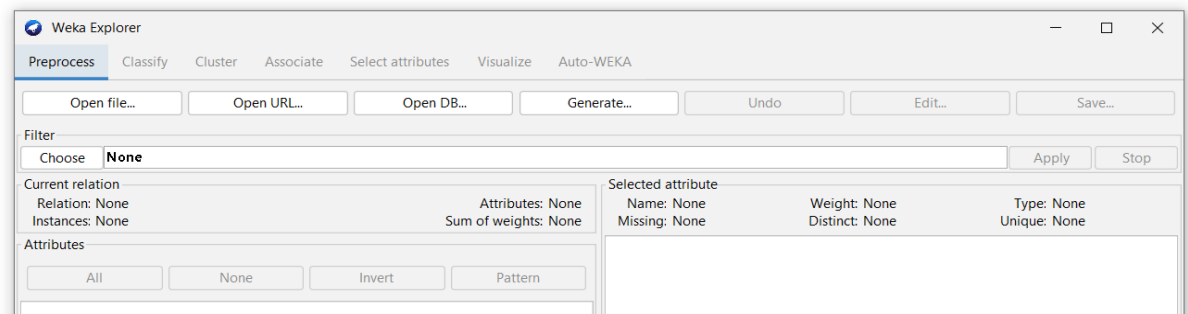 Weka Explorer
Preprocess Classify Cluster Associate Select attributes Visualize Auto-WEKA
Open file... Open URL... Open DB... Generate... Undo Edit... Save...
Filter
Choose None Apply Stop
Current relation
Relation: None Attributes: None
Instances: None Sum of weights: None
Selected attribute
Name: None Weight: None Type: None
Missing: None Distinct: None Unique: None
Attributes
All None Invert Pattern